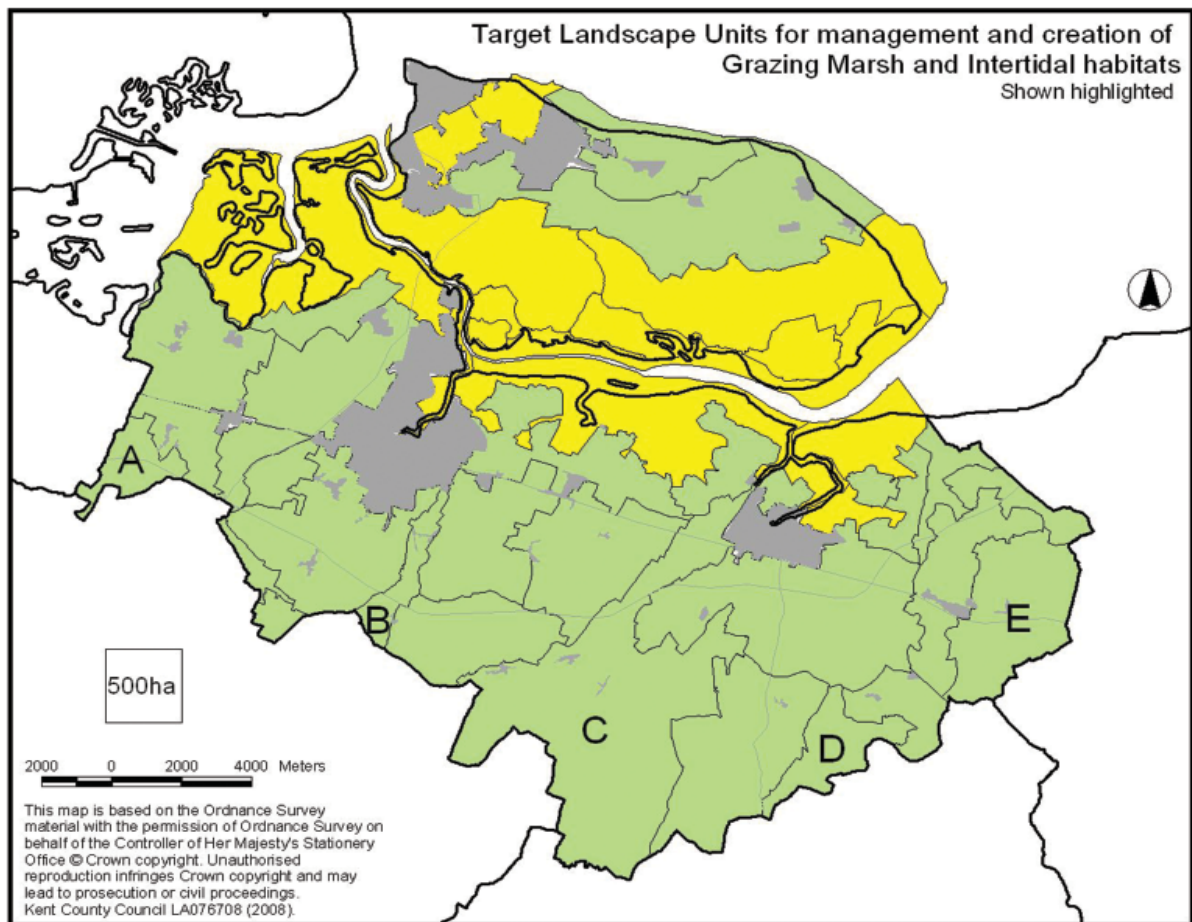 Target Landscape Units for management and creation of
Grazing Marsh and Intertidal habitats
Shown highlighted
A
B
E
C
D
500ha
2000 0 2000 4000 Meters
This map is based on the Ordnance Survey
material with the permission of Ordnance Survey on
behalf of the Controller of Her Majesty's Stationery
Office © Crown copyright. Unauthorised
reproduction infringes Crown copyright and may
lead to prosecution or civil proceedings.
Kent County Council LA076708 (2008).